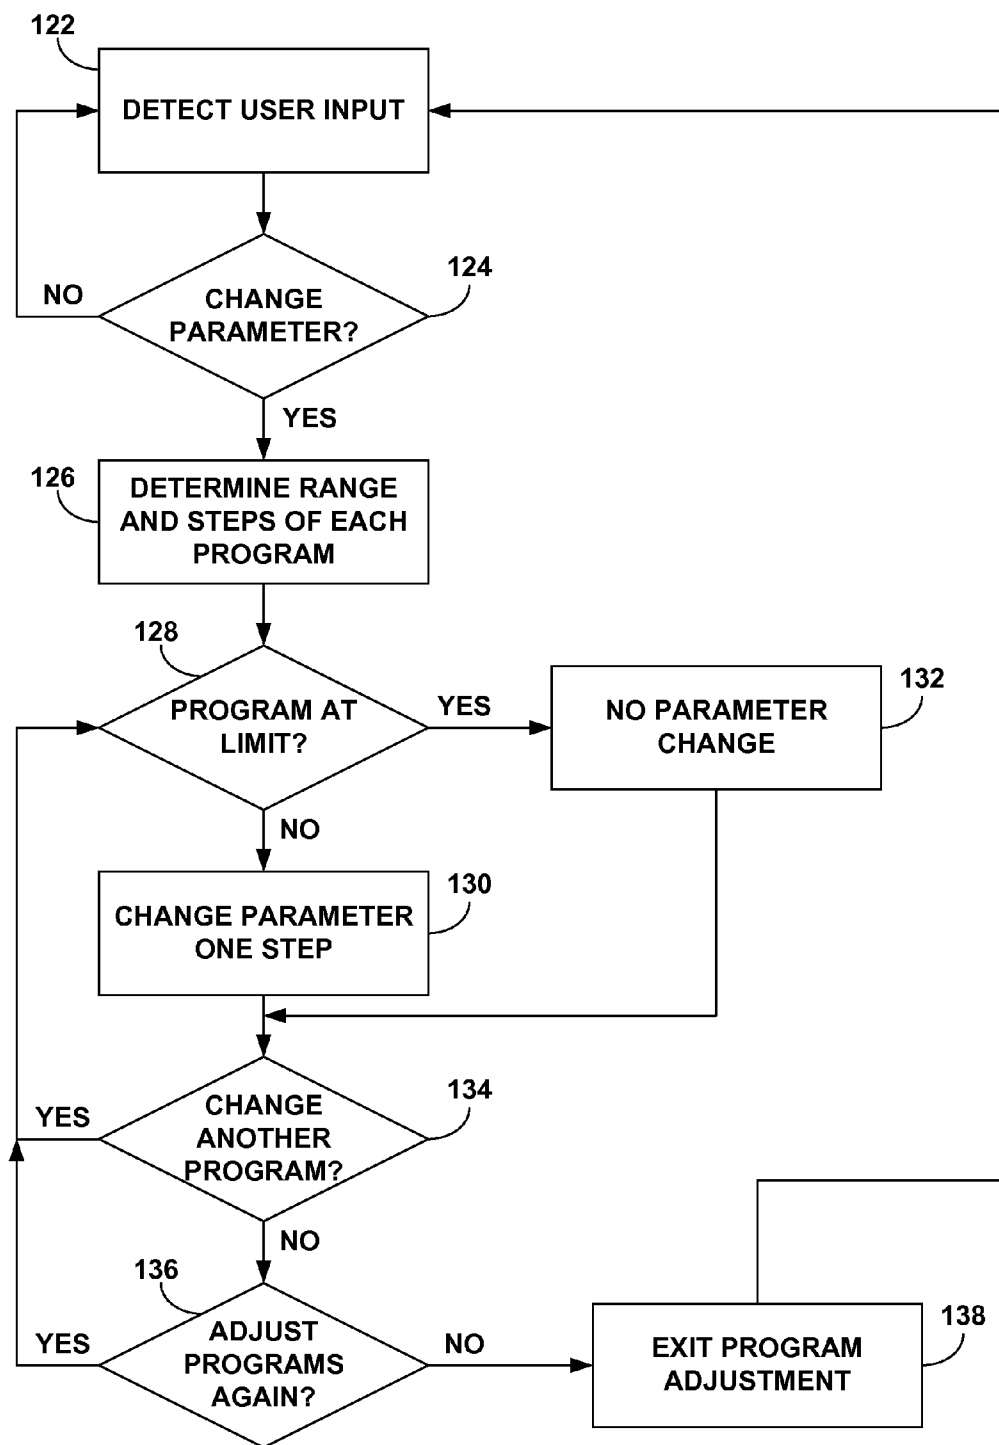 122
DETECT USER INPUT
124
NO
CHANGE
PARAMETER?
YES
126
DETERMINE RANGE
AND STEPS OF EACH
PROGRAM
128
132
PROGRAM AT
LIMIT?
YES
NO PARAMETER
CHANGE
NO
130
CHANGE PARAMETER
ONE STEP
134
YES
CHANGE
ANOTHER
PROGRAM?
NO
136
138
YES
ADJUST
PROGRAMS
AGAIN?
NO
EXIT PROGRAM
ADJUSTMENT